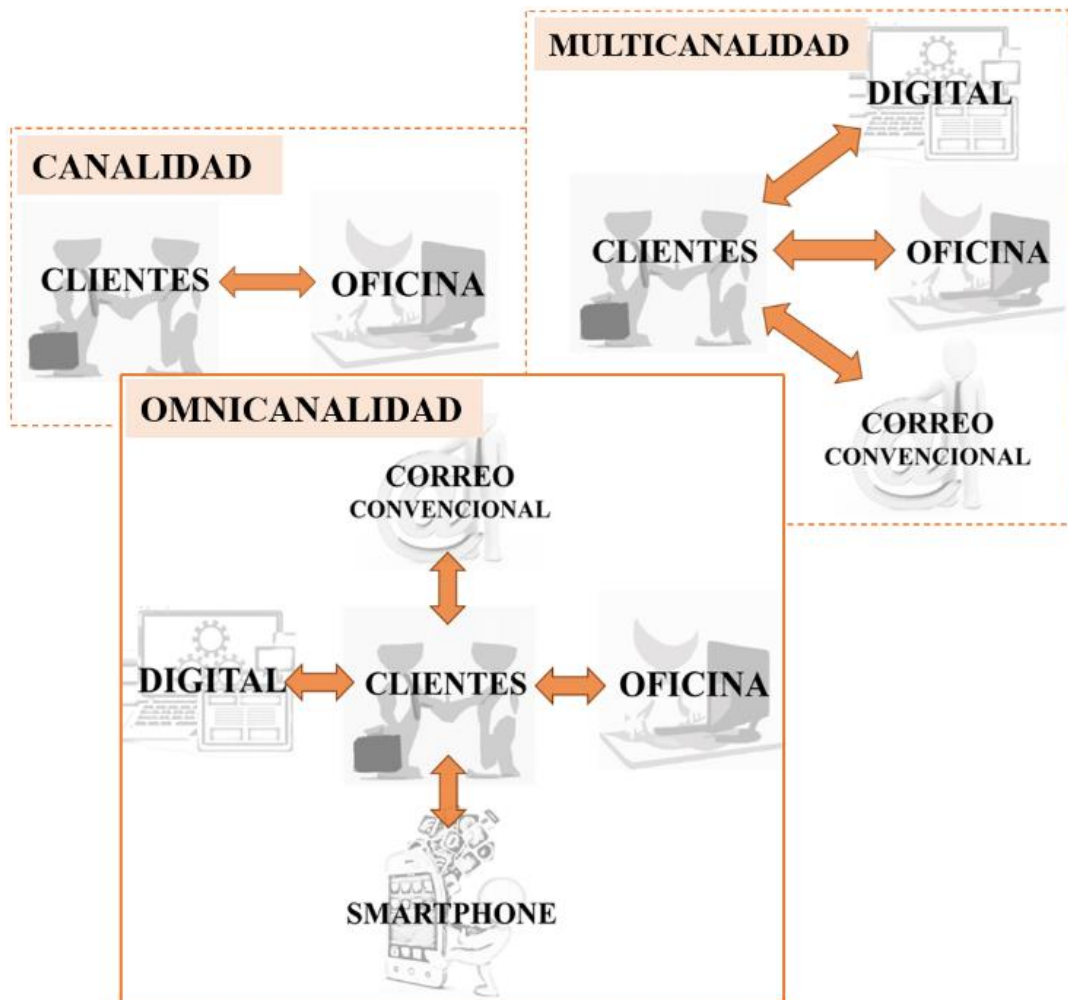 MULTICANALIDAD
DIGITAL
CLIENTES
OFICINA
CORREO
CONVENCIONAL
CANALIDAD
CLIENTES
OFICINA
OMNICANALIDAD
CORREO
CONVENCIONAL
DIGITAL
CLIENTES
OFICINA
SMARTPHONE